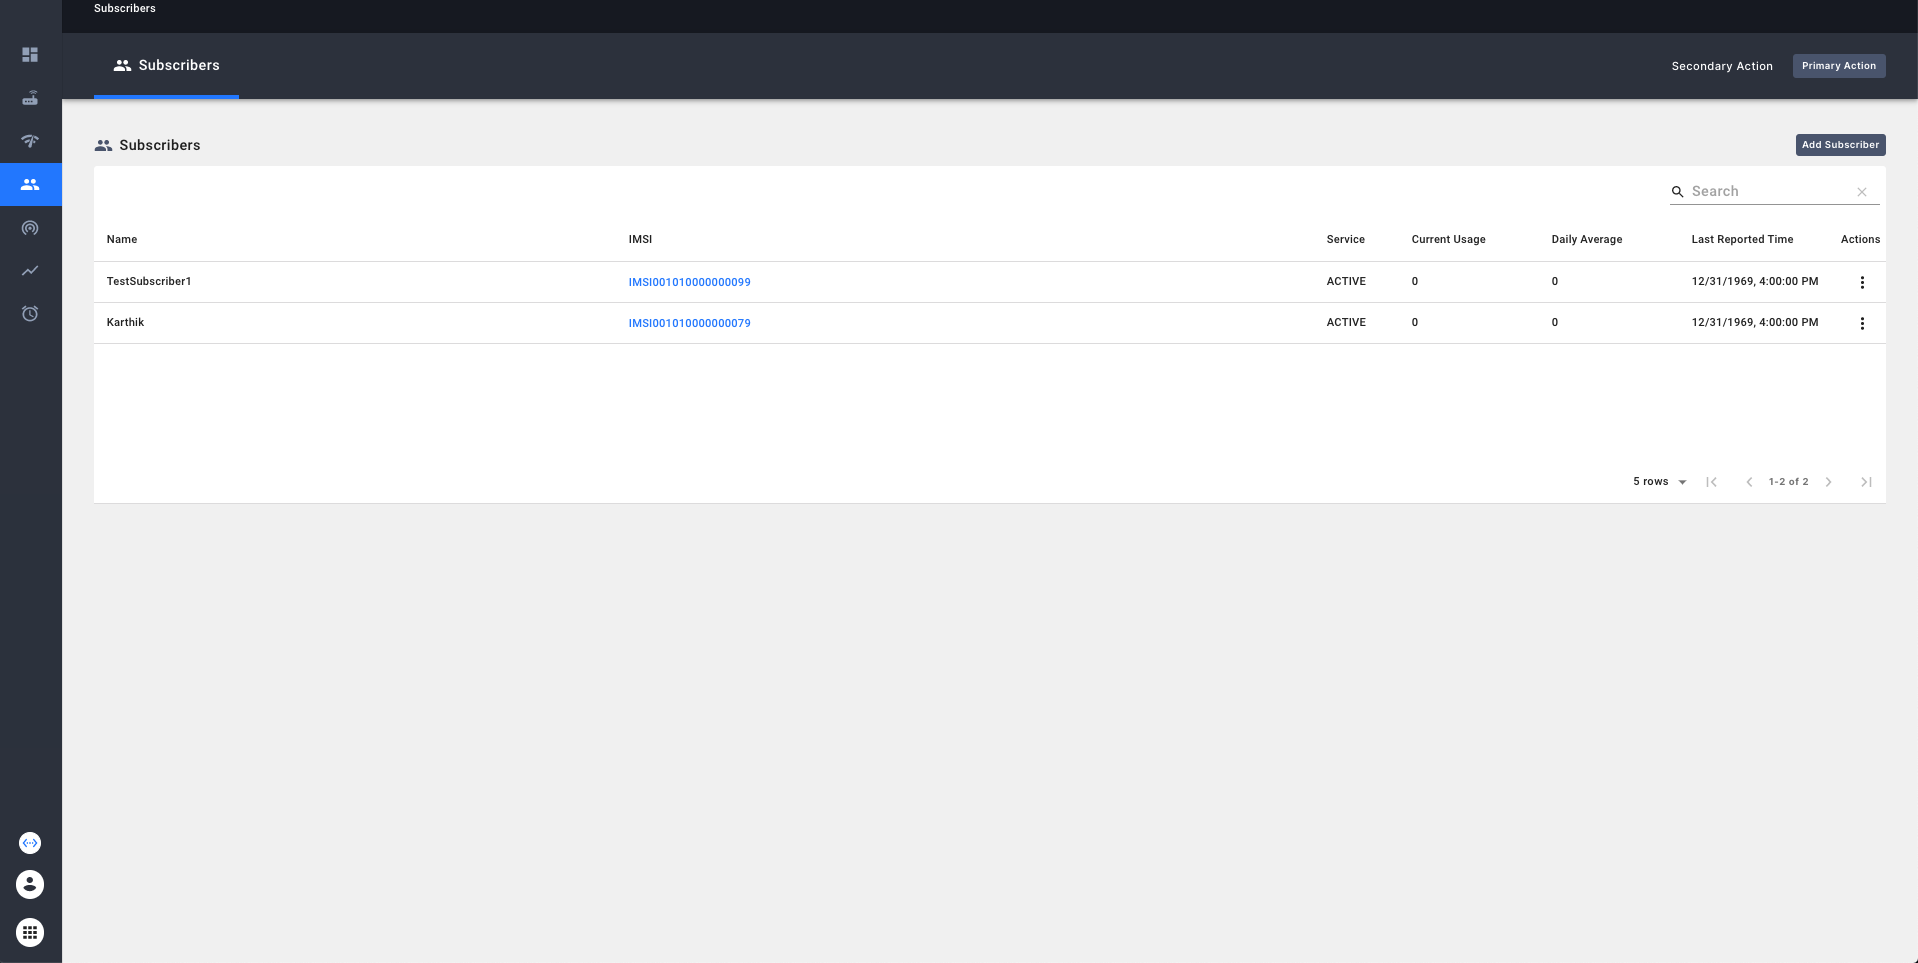 Subscribers
Subscribers
Secondary Action
Primary Action
Subscribers
Add Subscriber
Search
Name IMSI Service Current Usage Daily Average Last Reported Time Actions
TestSubscriber1 IMSI001010000000099 ACTIVE 0 0 12/31/1969, 4:00:00 PM
Karthik IMSI001010000000079 ACTIVE 0 0 12/31/1969, 4:00:00 PM
5 rows 1-2 of 2